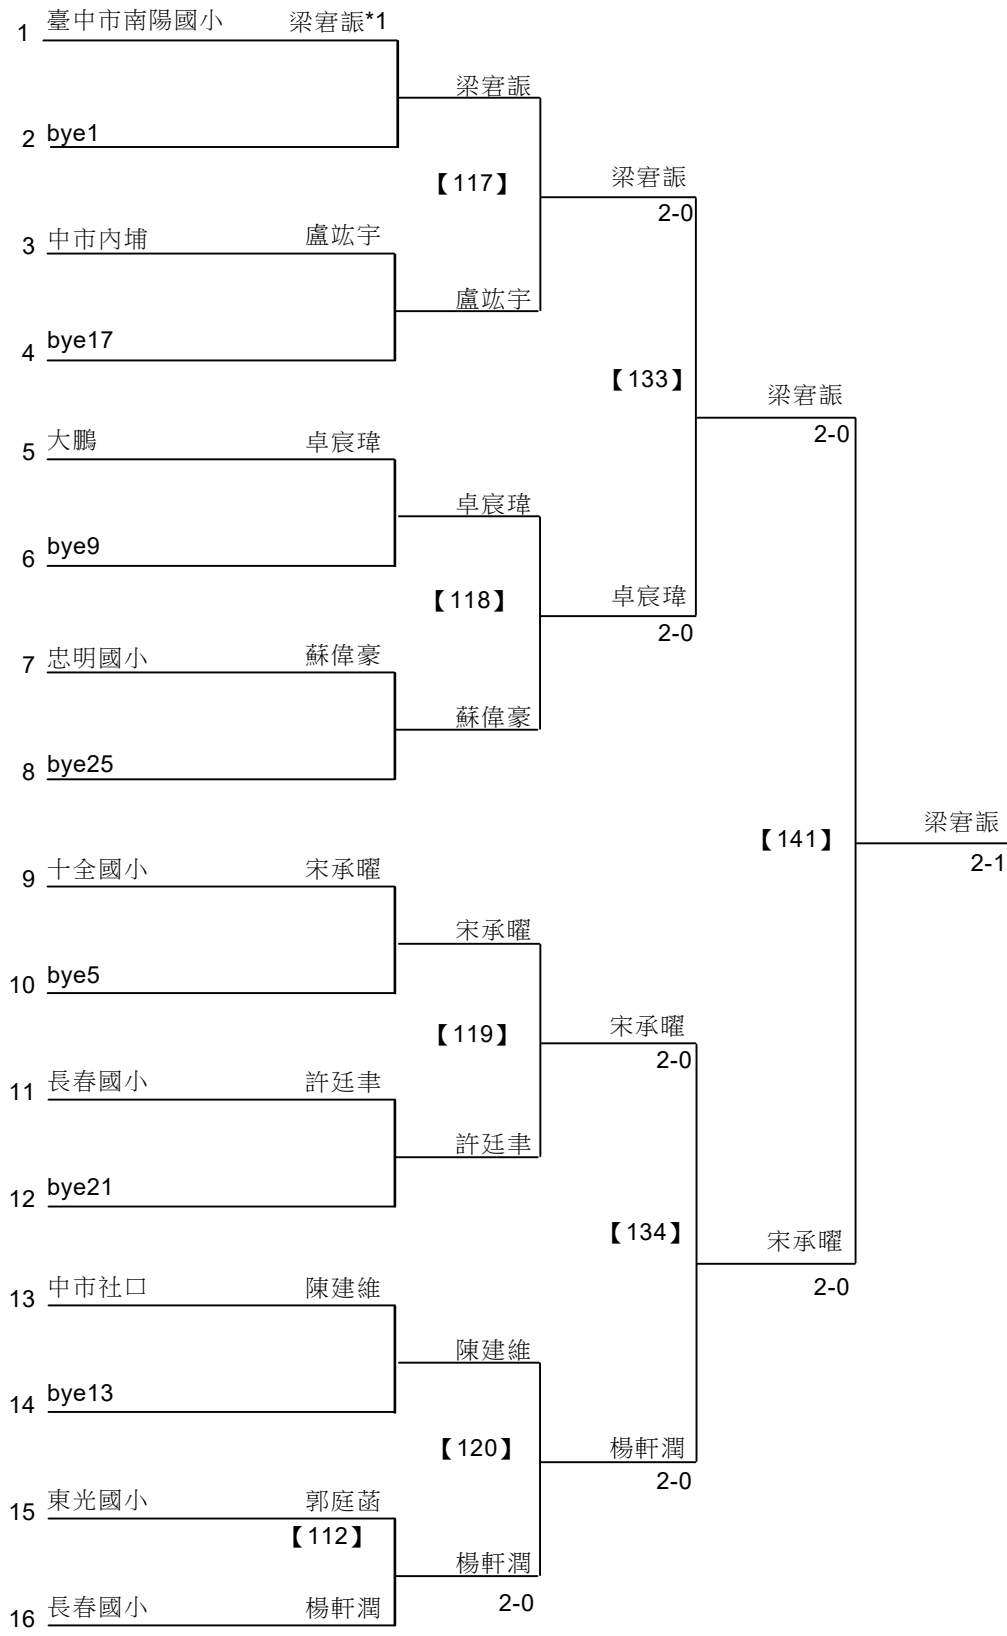 1 臺中市南陽國小 梁宭誫*1
梁宭誫
2 bye1
【117】
梁宭誫
2-0
3 中市內埔 盧竑宇
盧竑宇
4 bye17
【133】
梁宭誫
2-0
5 大鵬 卓宸瑋
卓宸瑋
6 bye9
【118】
卓宸瑋
2-0
7 忠明國小 蘇偉豪
蘇偉豪
8 bye25
【141】
梁宭誫
2-1
9 十全國小 宋承曜
宋承曜
10 bye5
【119】
宋承曜
2-0
11 長春國小 許廷聿
許廷聿
12 bye21
【134】
宋承曜
2-0
13 中市社口 陳建維
陳建維
14 bye13
【120】
楊軒潤
2-0
15 東光國小 郭庭菡
【112】
楊軒潤
2-0
16 長春國小 楊軒潤